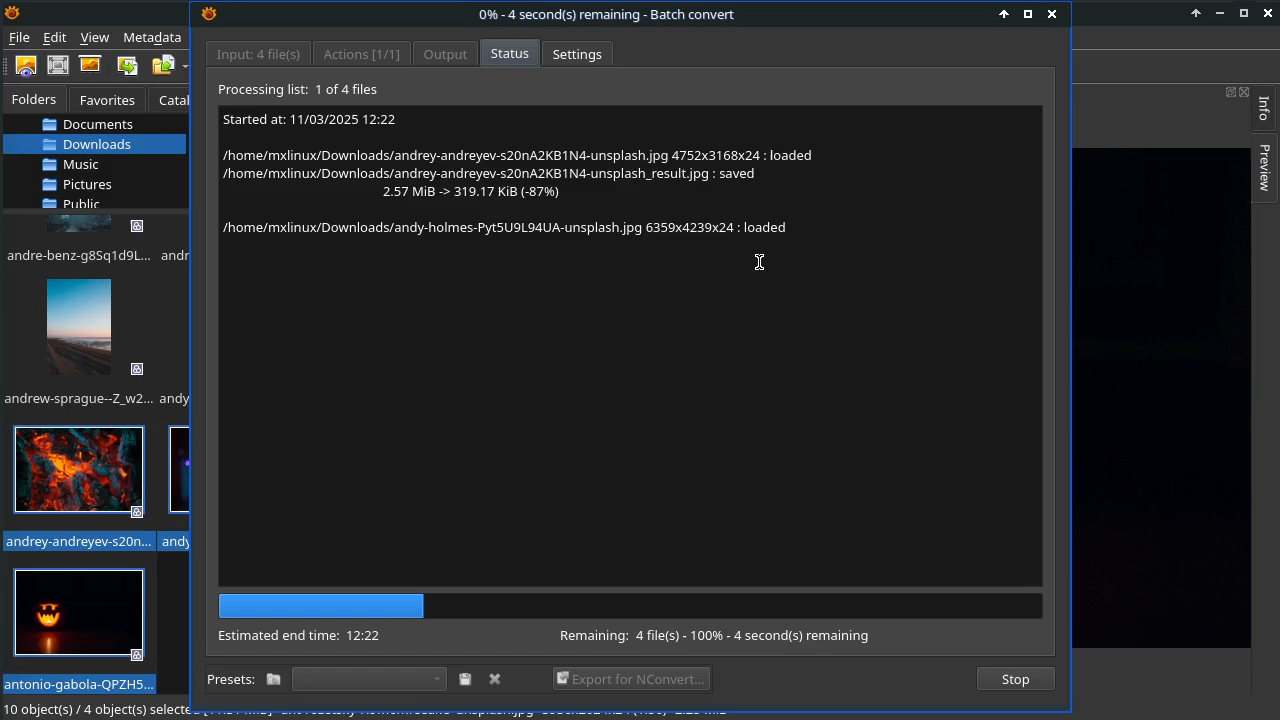 0% - 4 second(s) remaining - Batch convert
File Edit View Metadata
Input: 4 file(s) Actions [1/1] Output Status Settings
Folders Favorites Catal
Documents
Downloads
Music
Pictures
Public
andre-benz-g8Sq1d9L... andr
andrew-sprague--Z_w2... andy
andrey-andreyev-s20n... andy
antonio-gabola-QPZH5...
Processing list: 1 of 4 files
Started at: 11/03/2025 12:22
/home/mxlinux/Downloads/andrey-andreyev-s20nA2KB1N4-unsplash.jpg 4752x3168x24 : loaded
/home/mxlinux/Downloads/andrey-andreyev-s20nA2KB1N4-unsplash_result.jpg : saved
2.57 MiB -> 319.17 KiB (-87%)
/home/mxlinux/Downloads/andy-holmes-Pyt5U9L94UA-unsplash.jpg 6359x4239x24 : loaded
Estimated end time: 12:22
Remaining: 4 file(s) - 100% - 4 second(s) remaining
Presets:
Export for NConvert...
Stop
Info
Preview
10 object(s) / 4 object(s) selected